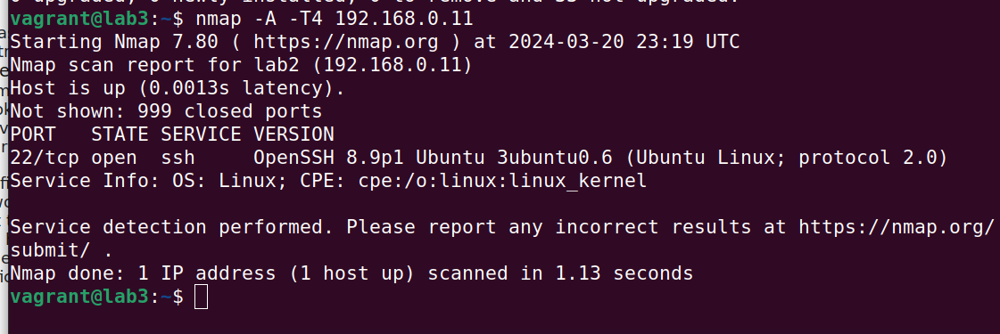 vagrant@lab3:~$ nmap -A -T4 192.168.0.11
Starting Nmap 7.80 ( https://nmap.org ) at 2024-03-20 23:19 UTC
Nmap scan report for lab2 (192.168.0.11)
Host is up (0.0013s latency).
Not shown: 999 closed ports
PORT   STATE SERVICE VERSION
22/tcp open  ssh     OpenSSH 8.9p1 Ubuntu 3ubuntu0.6 (Ubuntu Linux; protocol 2.0)
Service Info: OS: Linux; CPE: cpe:/o:linux:linux_kernel
Service detection performed. Please report any incorrect results at https://nmap.org/
submit/ .
Nmap done: 1 IP address (1 host up) scanned in 1.13 seconds
vagrant@lab3:~$